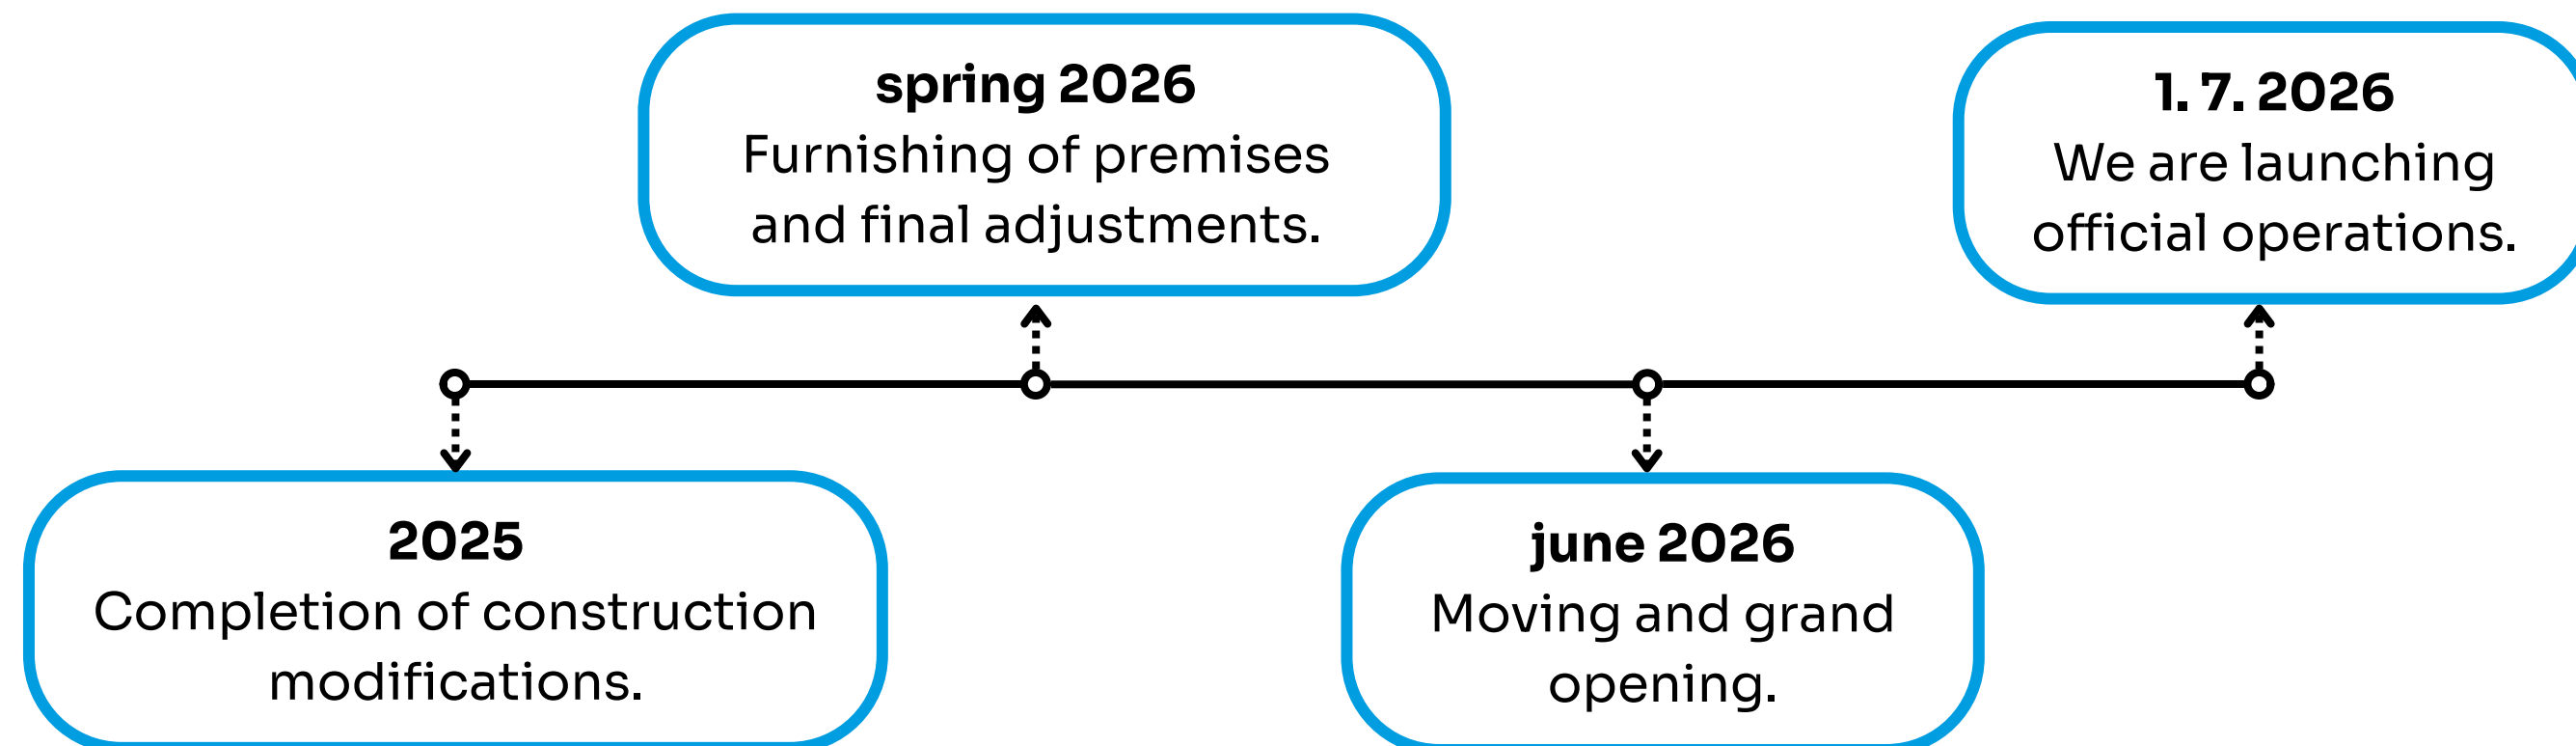 spring 2026
Furnishing of premises
and final adjustments.
1. 7. 2026
We are launching
official operations.
2025
Completion of construction
modifications.
june 2026
Moving and grand
opening.